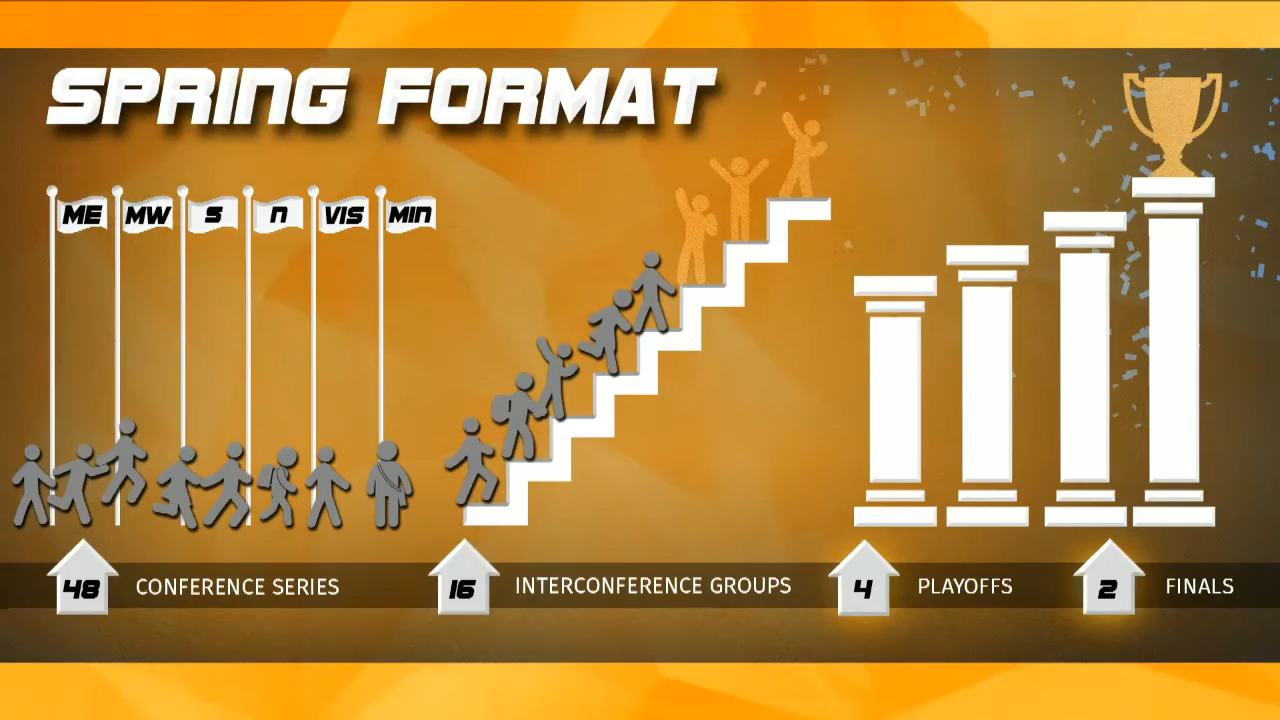 SPRING FORMAT
ME MW S N VIS MIN
48 CONFERENCE SERIES
16 INTERCONFERENCE GROUPS
4 PLAYOFFS
2 FINALS